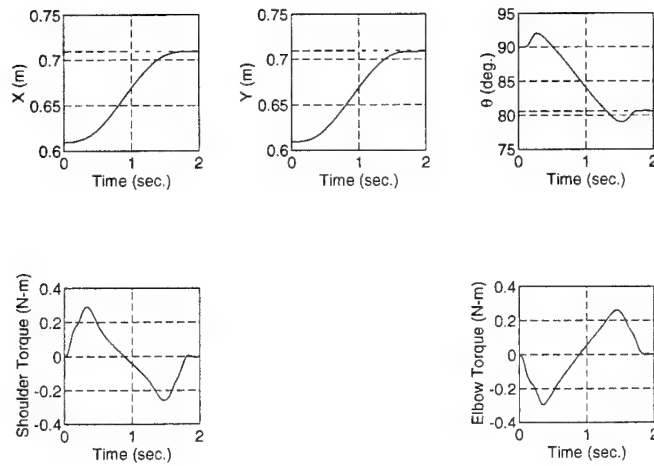 0.75
0.7
0.65
0.6
X (m)
0 1 2
Time (sec.)
0.75
0.7
0.65
0.6
Y (m)
0 1 2
Time (sec.)
95
90
85
80
75
θ (deg.)
0 1 2
Time (sec.)
0.4
0.2
0
-0.2
-0.4
Shoulder Torque (N-m)
0 1 2
Time (sec.)
0.4
0.2
0
-0.2
-0.4
Elbow Torque (N-m)
0 1 2
Time (sec.)